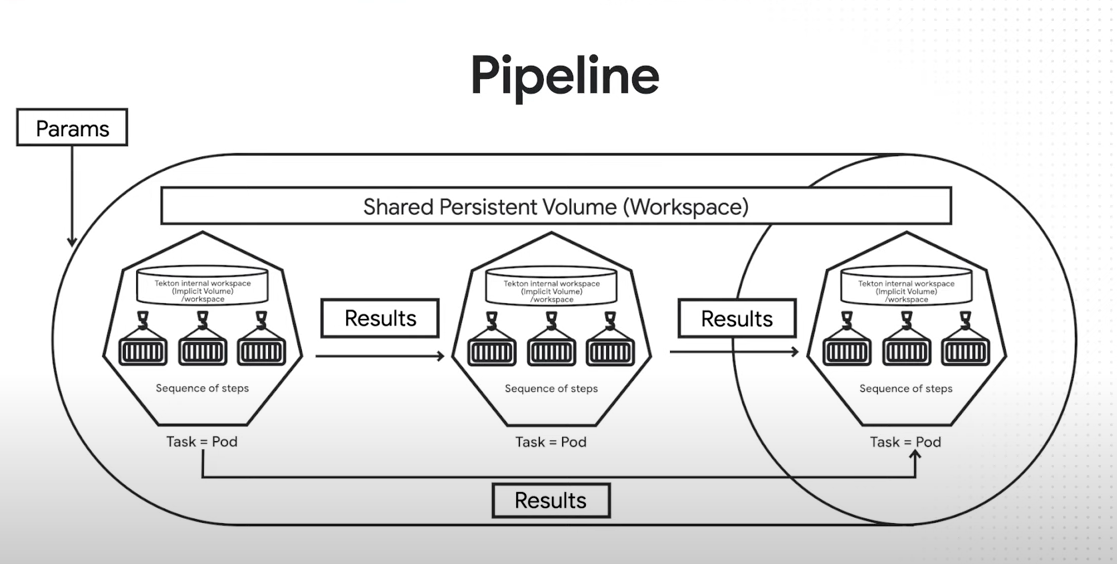 Pipeline
Params
Shared Persistent Volume (Workspace)
Tekton internal workspace
(Implicit Volume)
/workspace
Sequence of steps
Task = Pod
Results
Tekton internal workspace
(Implicit Volume)
/workspace
Sequence of steps
Task = Pod
Results
Tekton internal workspace
(Implicit Volume)
/workspace
Sequence of steps
Task = Pod
Results